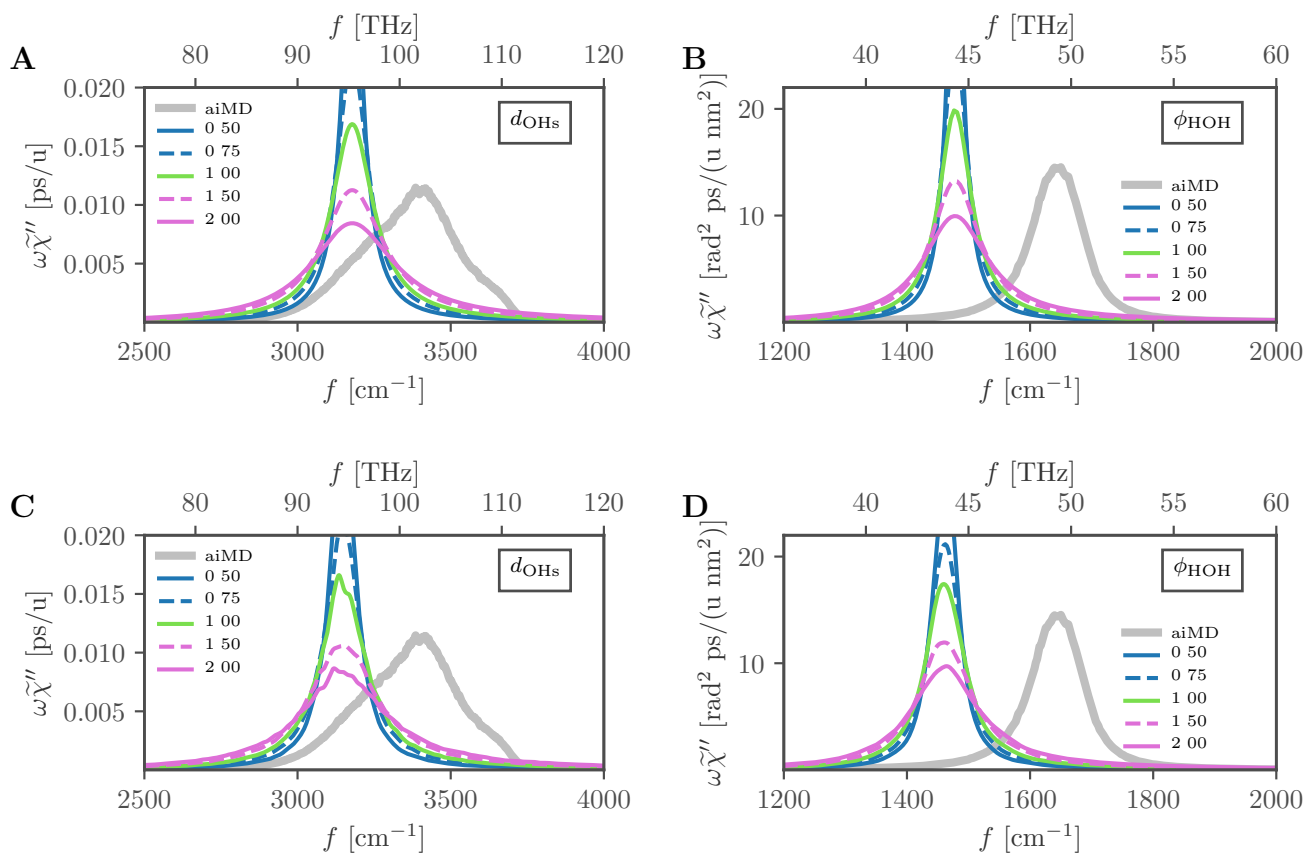 A
f [THz]
80 90 100 110 120
0.020
0.015
0.010
0.005
ωχ̃″ [ps/u]
aiMD
0 50
0 75
1 00
1 50
2 00
d_OHs
2500 3000 3500 4000
f [cm⁻¹]
B
f [THz]
40 45 50 55 60
20
10
ωχ̃″ [rad² ps/(u nm²)]
ϕ_HOH
aiMD
0 50
0 75
1 00
1 50
2 00
1200 1400 1600 1800 2000
f [cm⁻¹]
C
f [THz]
80 90 100 110 120
0.020
0.015
0.010
0.005
ωχ̃″ [ps/u]
aiMD
0 50
0 75
1 00
1 50
2 00
d_OHs
2500 3000 3500 4000
f [cm⁻¹]
D
f [THz]
40 45 50 55 60
20
10
ωχ̃″ [rad² ps/(u nm²)]
ϕ_HOH
aiMD
0 50
0 75
1 00
1 50
2 00
1200 1400 1600 1800 2000
f [cm⁻¹]